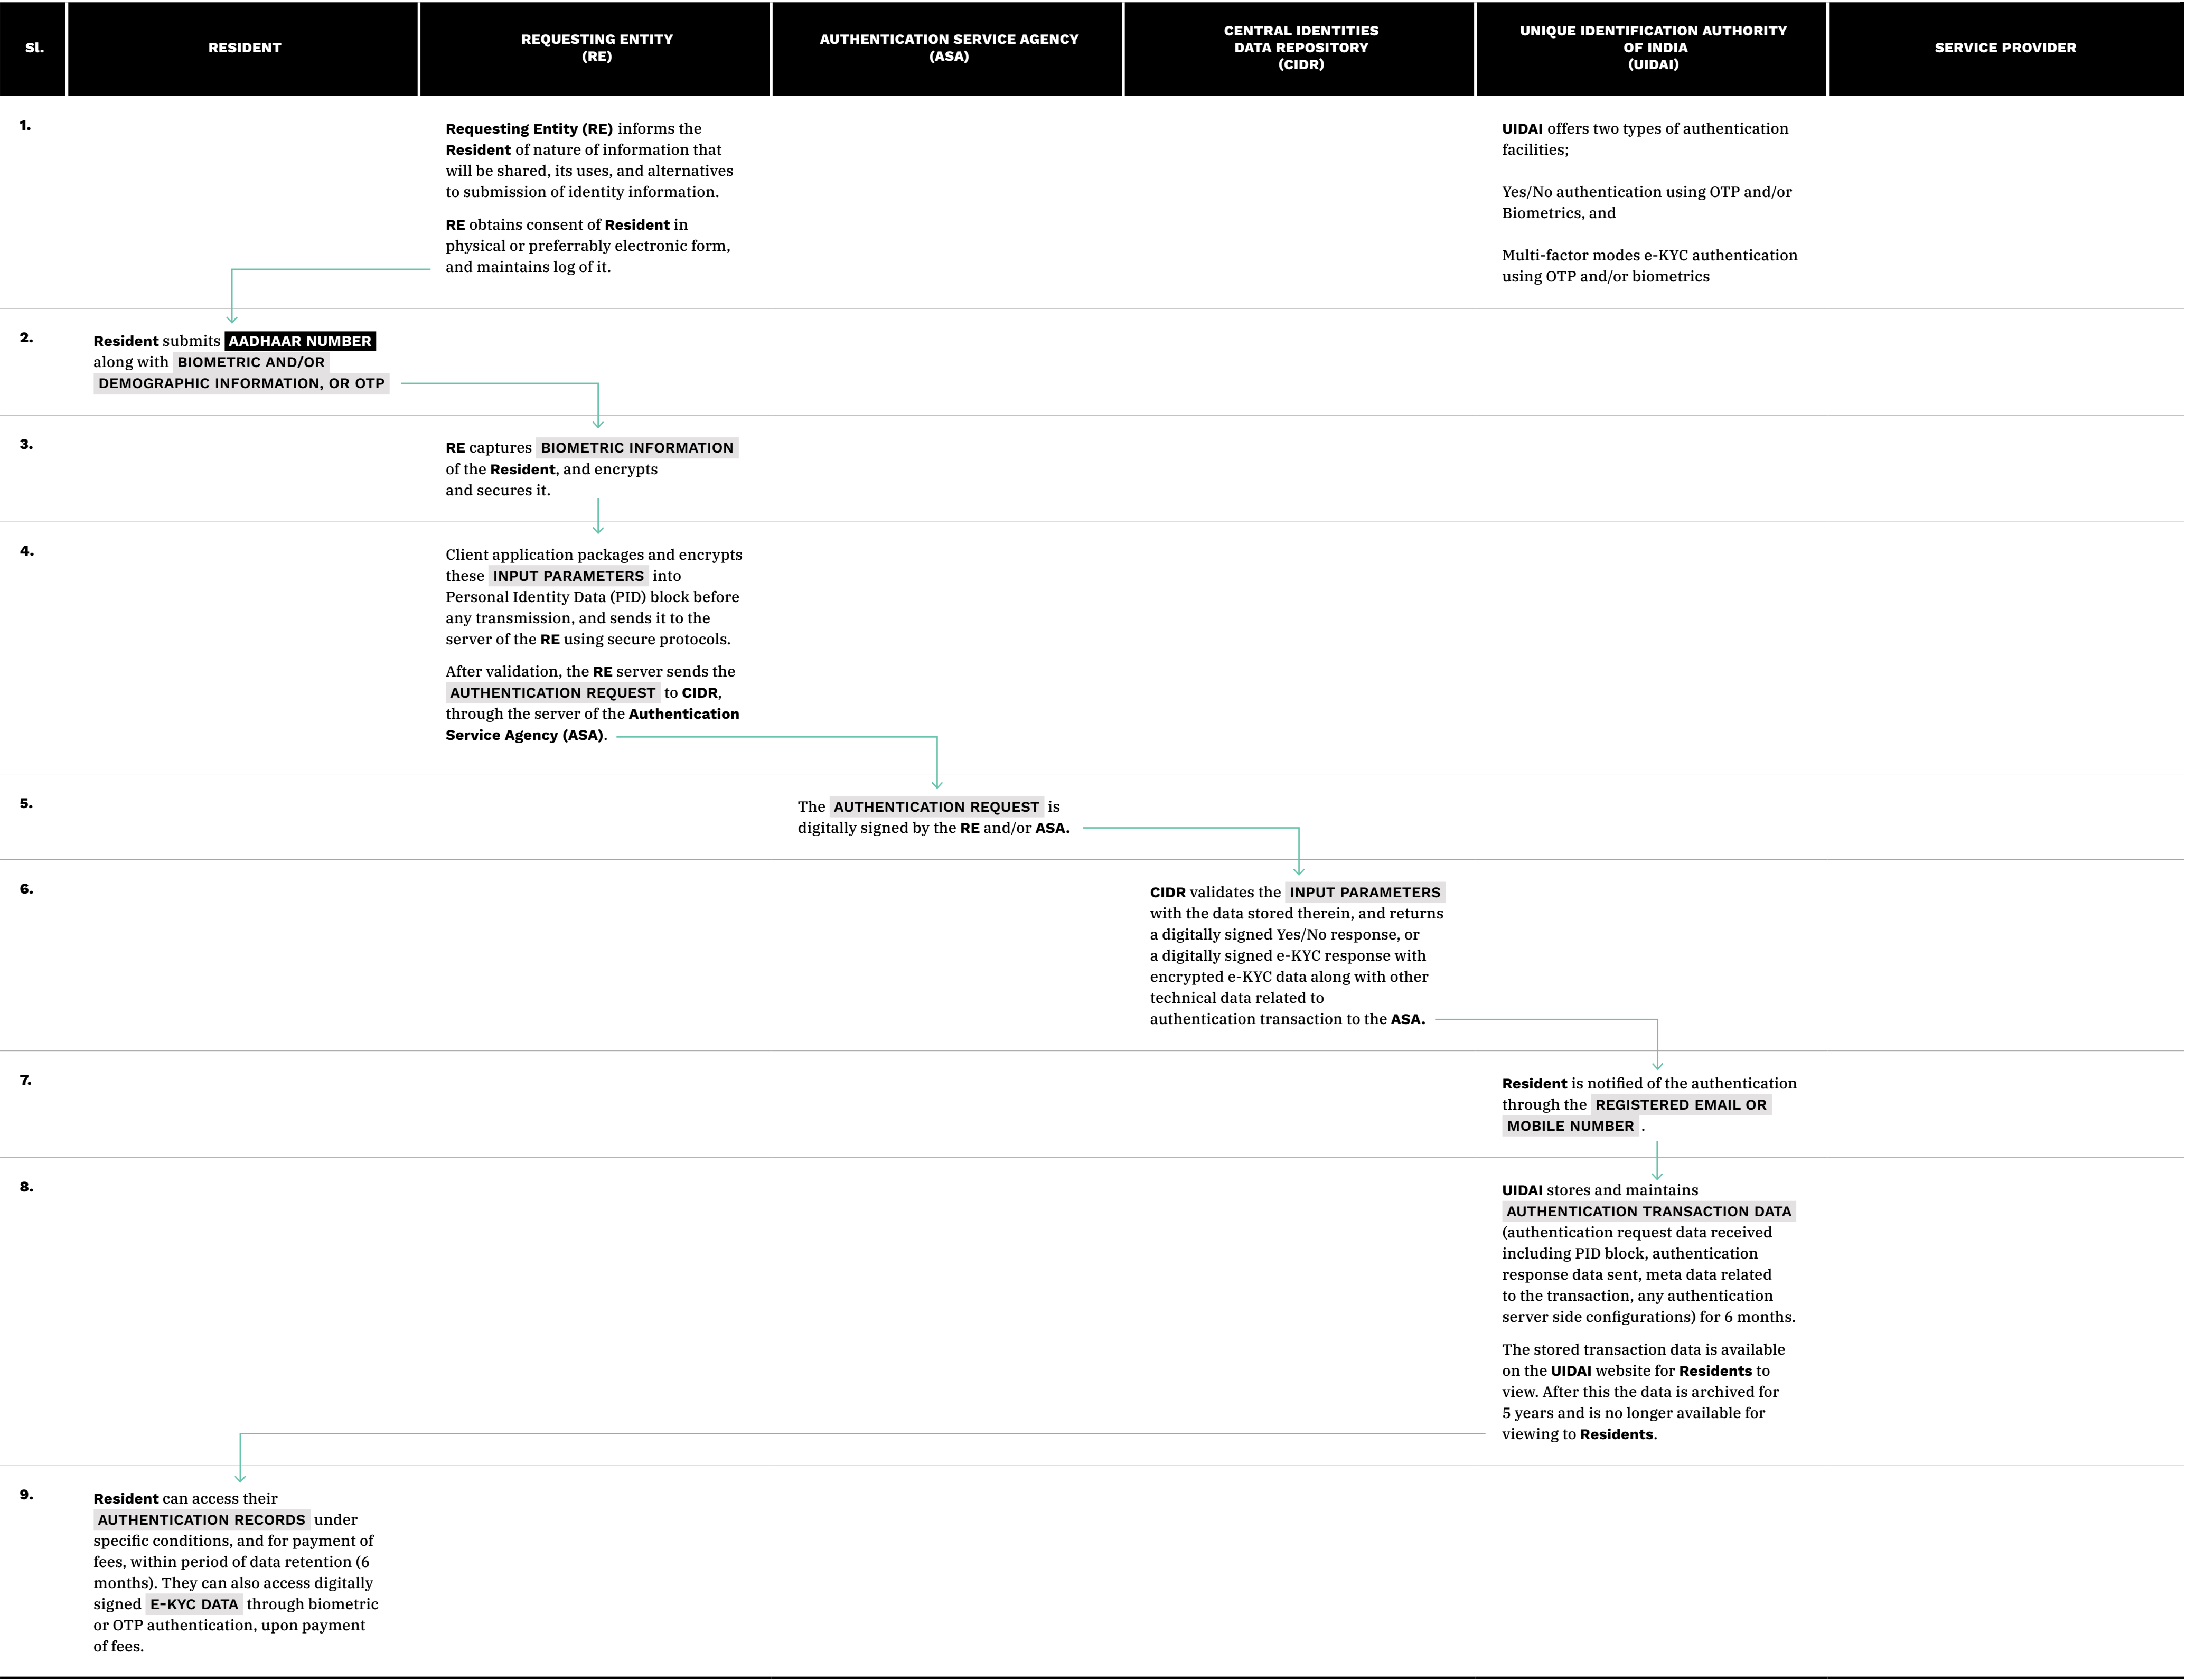 Sl.
RESIDENT
REQUESTING ENTITY
(RE)
AUTHENTICATION SERVICE AGENCY
(ASA)
CENTRAL IDENTITIES
DATA REPOSITORY
(CIDR)
UNIQUE IDENTIFICATION AUTHORITY
OF INDIA
(UIDAI)
SERVICE PROVIDER
1.
Requesting Entity (RE) informs the
Resident of nature of information that
will be shared, its uses, and alternatives
to submission of identity information.
RE obtains consent of Resident in
physical or preferrably electronic form,
and maintains log of it.
UIDAI offers two types of authentication
facilities;
Yes/No authentication using OTP and/or
Biometrics, and
Multi-factor modes e-KYC authentication
using OTP and/or biometrics
2.
Resident submits AADHAAR NUMBER
along with BIOMETRIC AND/OR
DEMOGRAPHIC INFORMATION, OR OTP
3.
RE captures BIOMETRIC INFORMATION
of the Resident, and encrypts
and secures it.
4.
Client application packages and encrypts
these INPUT PARAMETERS into
Personal Identity Data (PID) block before
any transmission, and sends it to the
server of the RE using secure protocols.
After validation, the RE server sends the
AUTHENTICATION REQUEST to CIDR,
through the server of the Authentication
Service Agency (ASA).
5.
The AUTHENTICATION REQUEST is
digitally signed by the RE and/or ASA.
6.
CIDR validates the INPUT PARAMETERS
with the data stored therein, and returns
a digitally signed Yes/No response, or
a digitally signed e-KYC response with
encrypted e-KYC data along with other
technical data related to
authentication transaction to the ASA.
7.
Resident is notified of the authentication
through the REGISTERED EMAIL OR
MOBILE NUMBER .
8.
UIDAI stores and maintains
AUTHENTICATION TRANSACTION DATA
(authentication request data received
including PID block, authentication
response data sent, meta data related
to the transaction, any authentication
server side configurations) for 6 months.
The stored transaction data is available
on the UIDAI website for Residents to
view. After this the data is archived for
5 years and is no longer available for
viewing to Residents.
9.
Resident can access their
AUTHENTICATION RECORDS under
specific conditions, and for payment of
fees, within period of data retention (6
months). They can also access digitally
signed E-KYC DATA through biometric
or OTP authentication, upon payment
of fees.